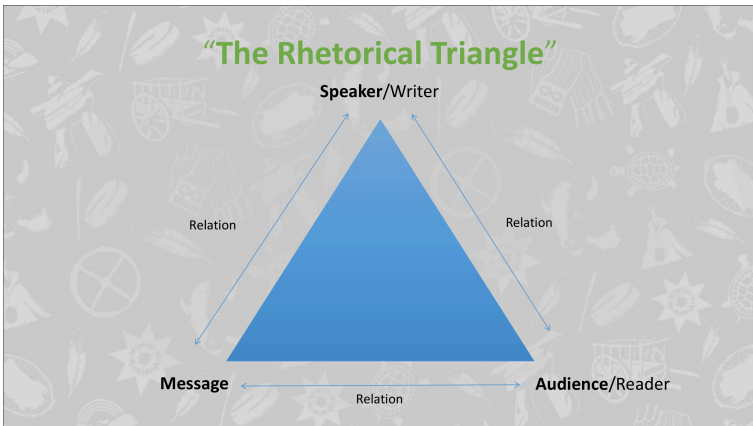 “The Rhetorical Triangle”
Speaker/Writer
Relation
Relation
Message
Audience/Reader
Relation